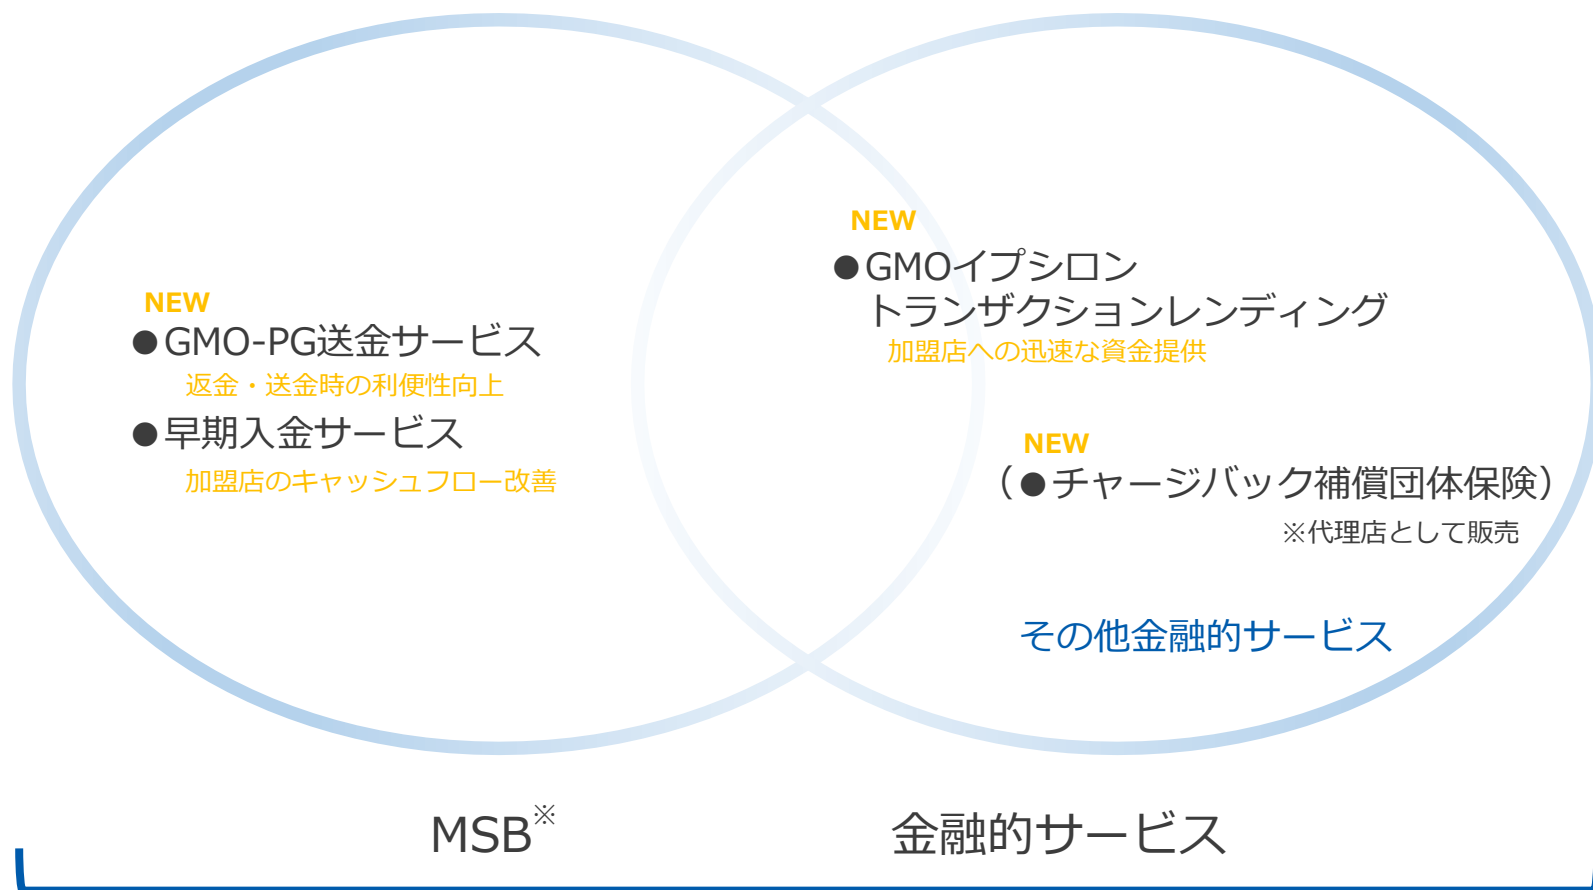 NEW
●GMO-PG送金サービス
返金・送金時の利便性向上
●早期入金サービス
加盟店のキャッシュフロー改善
NEW
●GMOイプシロン
トランザクションレンディング
加盟店への迅速な資金提供
NEW
（●チャージバック補償団体保険）
※代理店として販売
その他金融的サービス
MSB※
金融的サービス